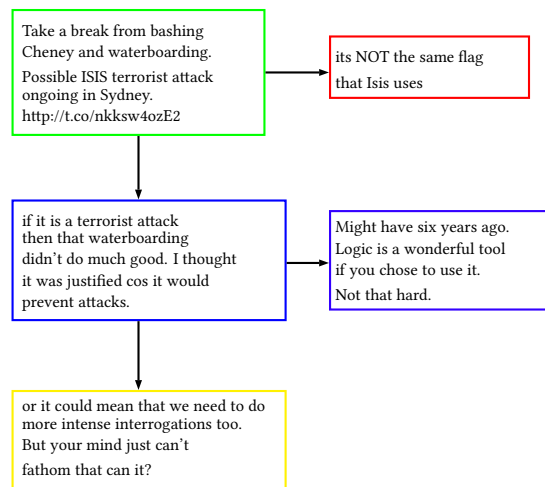 Take a break from bashing
Cheney and waterboarding.
Possible ISIS terrorist attack
ongoing in Sydney.
http://t.co/nkksw4ozE2
its NOT the same flag
that Isis uses
if it is a terrorist attack
then that waterboarding
didn't do much good. I thought
it was justified cos it would
prevent attacks.
Might have six years ago.
Logic is a wonderful tool
if you chose to use it.
Not that hard.
or it could mean that we need to do
more intense interrogations too.
But your mind just can't
fathom that can it?